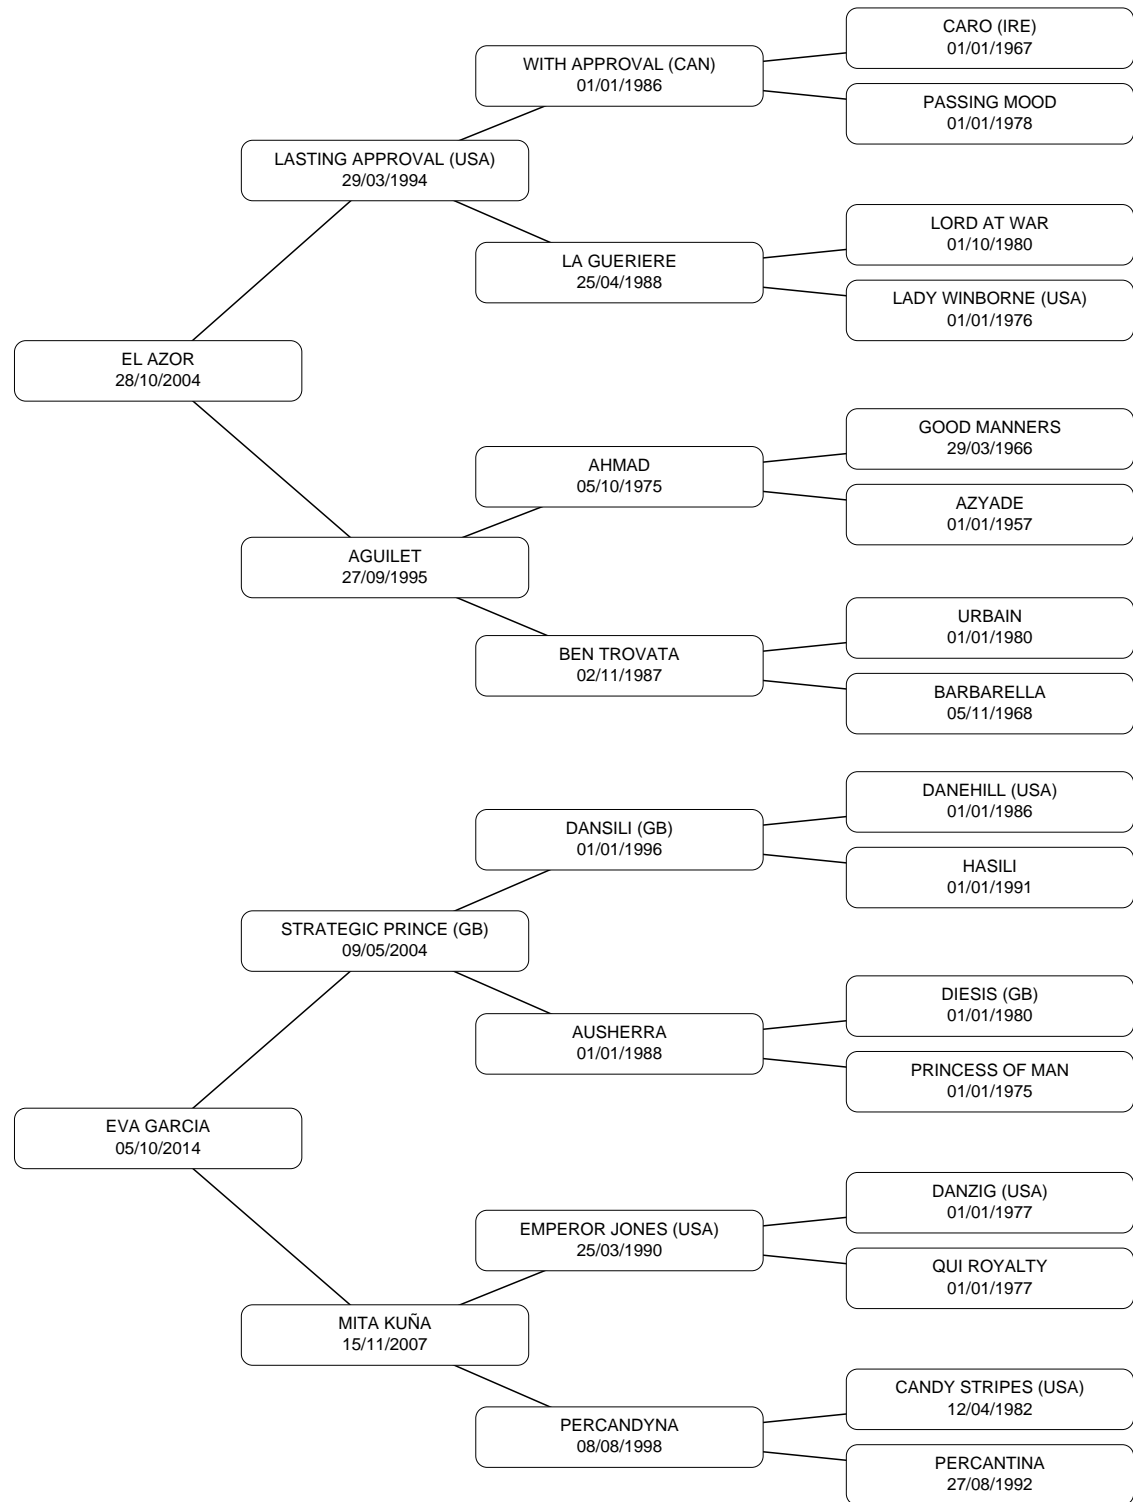 CARO (IRE)
01/01/1967
WITH APPROVAL (CAN)
01/01/1986
PASSING MOOD
01/01/1978
LASTING APPROVAL (USA)
29/03/1994
LORD AT WAR
01/10/1980
LA GUERIERE
25/04/1988
LADY WINBORNE (USA)
01/01/1976
EL AZOR
28/10/2004
GOOD MANNERS
29/03/1966
AHMAD
05/10/1975
AZYADE
01/01/1957
AGUILET
27/09/1995
URBAIN
01/01/1980
BEN TROVATA
02/11/1987
BARBARELLA
05/11/1968
DANEHILL (USA)
01/01/1986
DANSILI (GB)
01/01/1996
HASILI
01/01/1991
STRATEGIC PRINCE (GB)
09/05/2004
DIESIS (GB)
01/01/1980
AUSHERRA
01/01/1988
PRINCESS OF MAN
01/01/1975
EVA GARCIA
05/10/2014
DANZIG (USA)
01/01/1977
EMPEROR JONES (USA)
25/03/1990
QUI ROYALTY
01/01/1977
MITA KUÑA
15/11/2007
CANDY STRIPES (USA)
12/04/1982
PERCANDYNA
08/08/1998
PERCANTINA
27/08/1992